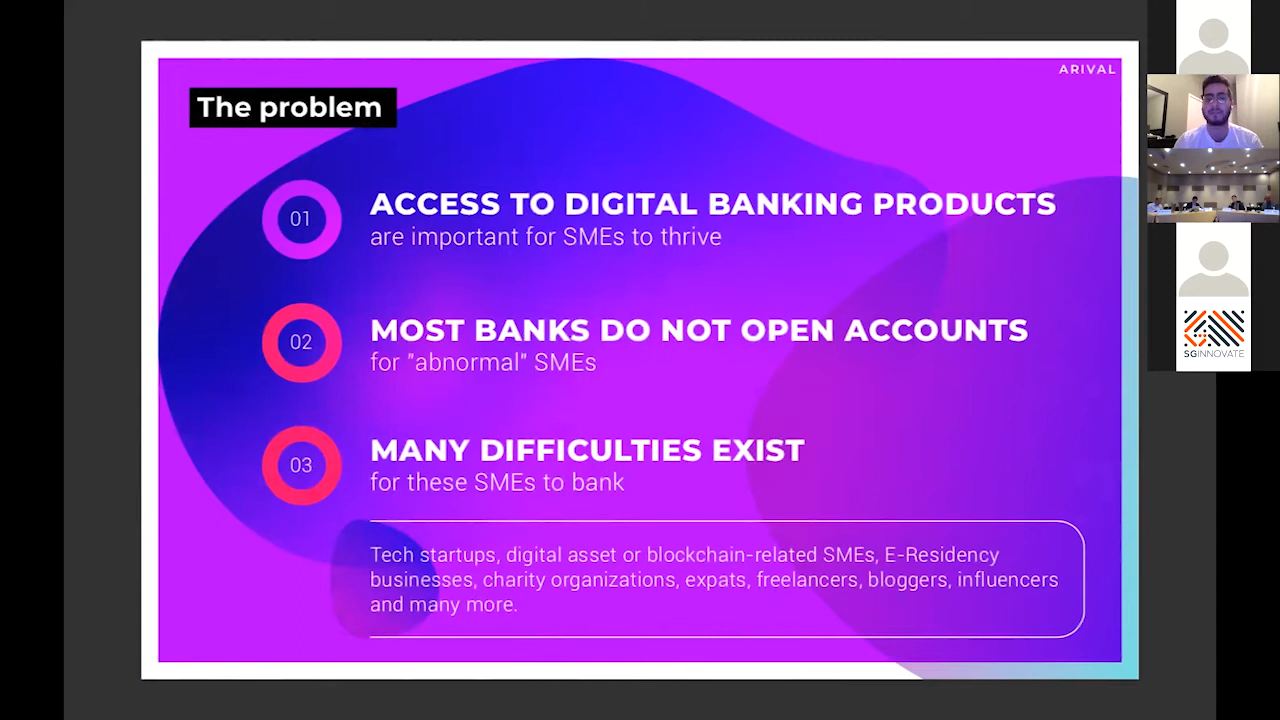 ARIVAL
The problem
01
ACCESS TO DIGITAL BANKING PRODUCTS
are important for SMEs to thrive
02
MOST BANKS DO NOT OPEN ACCOUNTS
for "abnormal" SMEs
03
MANY DIFFICULTIES EXIST
for these SMEs to bank
Tech startups, digital asset or blockchain-related SMEs, E-Residency
businesses, charity organizations, expats, freelancers, bloggers, influencers
and many more.
SGINNOVATE